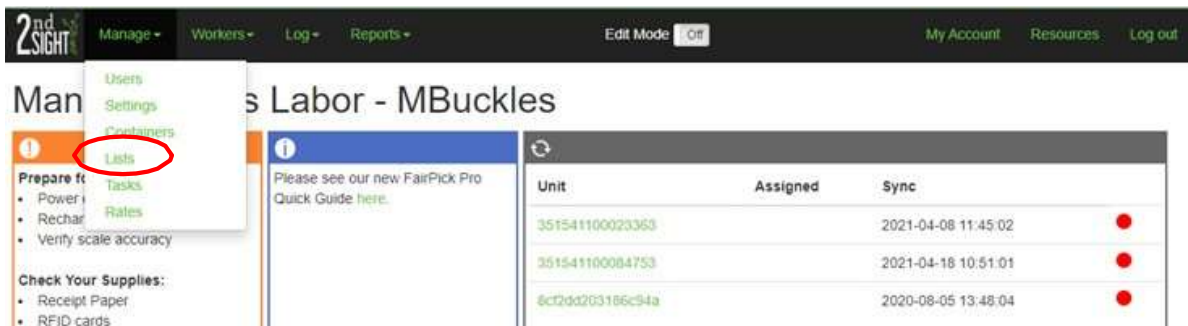 2nd SIGHT Manage Workers Log Reports Edit Mode Off My Account Resources Log out
Users
Settings
Containers
Lists
Tasks
Rates
Man s Labor - MBuckles
Prepare fo
• Power
• Rechar
• Verify scale accuracy
Check Your Supplies:
• Receipt Paper
• RFID cards
Please see our new FairPick Pro
Quick Guide here.
Unit Assigned Sync
351541100023363 2021-04-08 11:45:02
351541100084753 2021-04-18 10:51:01
6cf2dd203186c94a 2020-08-05 13:48:04